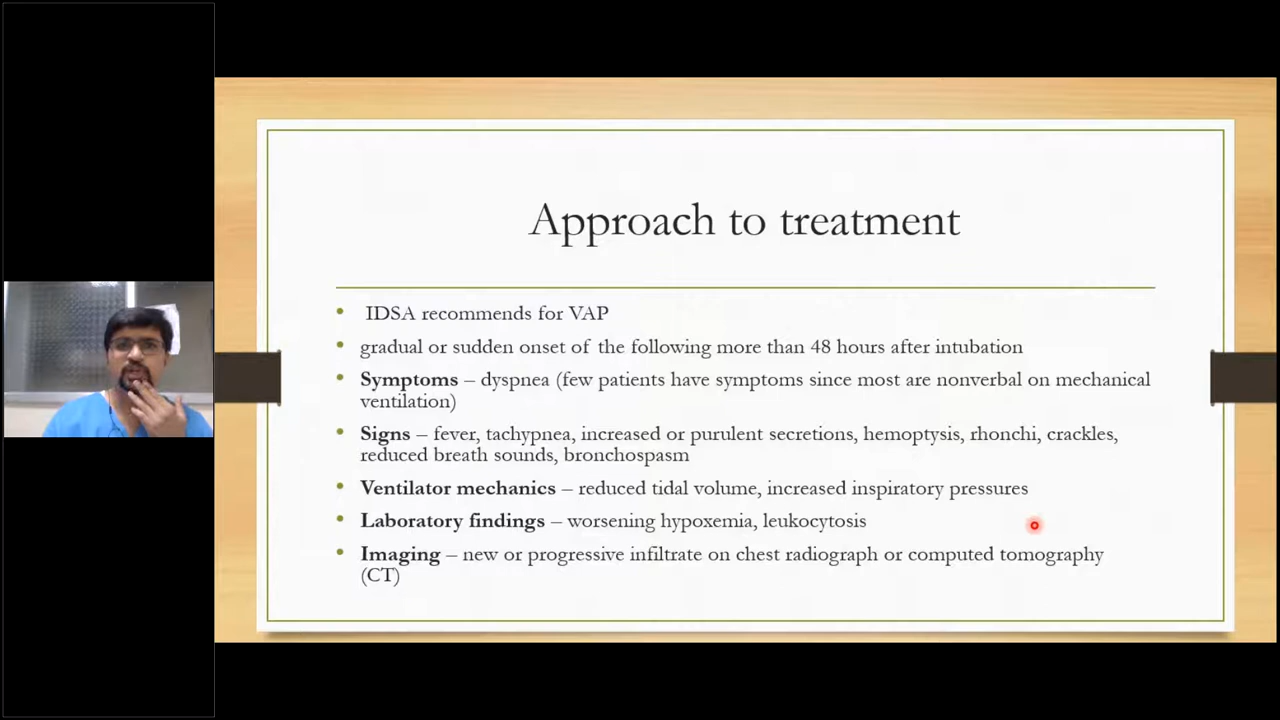 Approach to treatment
• IDSA recommends for VAP
• gradual or sudden onset of the following more than 48 hours after intubation
• Symptoms – dyspnea (few patients have symptoms since most are nonverbal on mechanical
ventilation)
• Signs – fever, tachypnea, increased or purulent secretions, hemoptysis, rhonchi, crackles,
reduced breath sounds, bronchospasm
• Ventilator mechanics – reduced tidal volume, increased inspiratory pressures
• Laboratory findings – worsening hypoxemia, leukocytosis
• Imaging – new or progressive infiltrate on chest radiograph or computed tomography
(CT)